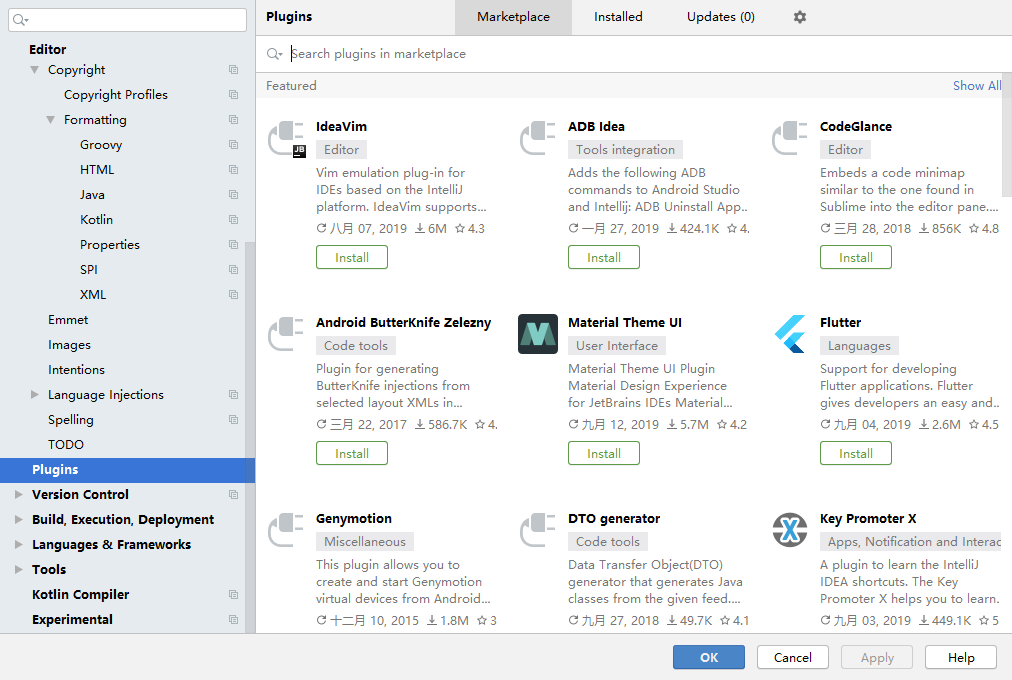 Editor
Copyright
Copyright Profiles
Formatting
Groovy
HTML
Java
Kotlin
Properties
SPI
XML
Emmet
Images
Intentions
Language Injections
Spelling
TODO
Plugins
Version Control
Build, Execution, Deployment
Languages & Frameworks
Tools
Kotlin Compiler
Experimental
Plugins Marketplace Installed Updates (0)
Search plugins in marketplace
Featured Show All
IdeaVim
JB
Editor
Vim emulation plug-in for
IDEs based on the IntelliJ
platform. IdeaVim supports...
八月 07, 2019 6M 4.3
Install
ADB Idea
Tools integration
Adds the following ADB
commands to Android Studio
and Intellij: ADB Uninstall App..
一月 27, 2019 424.1K 4.
Install
CodeGlance
Editor
Embeds a code minimap
similar to the one found in
Sublime into the editor pane....
三月 28, 2018 856K 4.8
Install
Android ButterKnife Zelezny
Code tools
Plugin for generating
ButterKnife injections from
selected layout XMLs in...
三月 22, 2017 586.7K 4.
Install
Material Theme UI
User Interface
Material Theme UI Plugin
Material Design Experience
for JetBrains IDEs Material...
九月 12, 2019 5.7M 4.2
Install
Flutter
Languages
Support for developing
Flutter applications. Flutter
gives developers an easy and..
九月 04, 2019 2.6M 4.5
Install
Genymotion
Miscellaneous
This plugin allows you to
create and start Genymotion
virtual devices from Android...
十二月 10, 2015 1.8M 3
DTO generator
Code tools
Data Transfer Object(DTO)
generator that generates Java
classes from the given feed....
九月 27, 2018 49.7K 4.1
Key Promoter X
Apps, Notification and Interac
A plugin to learn the IntelliJ
IDEA shortcuts. The Key
Promoter X helps you to learn.
九月 03, 2019 449.1K 5
OK Cancel Apply Help